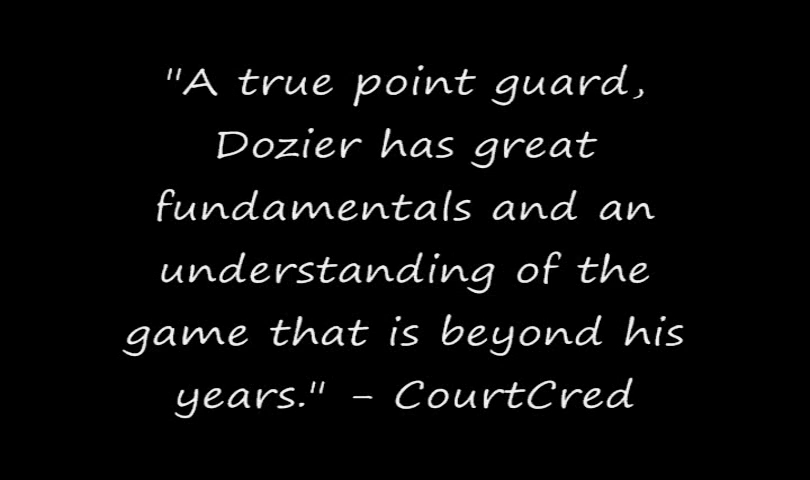 "A true point guard,
Dozier has great
fundamentals and an
understanding of the
game that is beyond his
years." - CourtCred